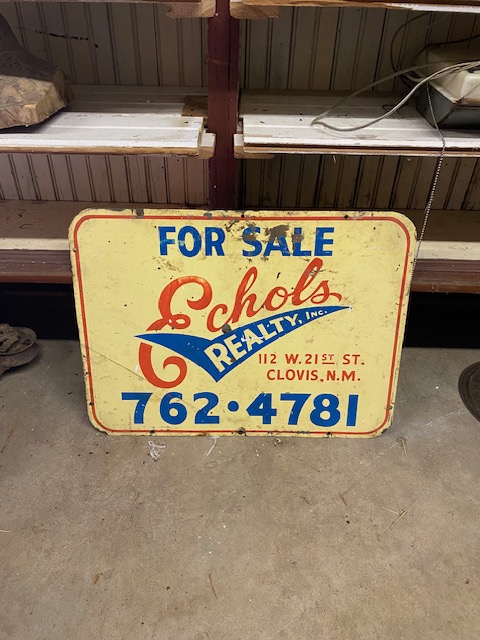 FOR SALE
Echols
REALTY, INC.
112 W. 21ST ST.
CLOVIS, N.M.
762•4781